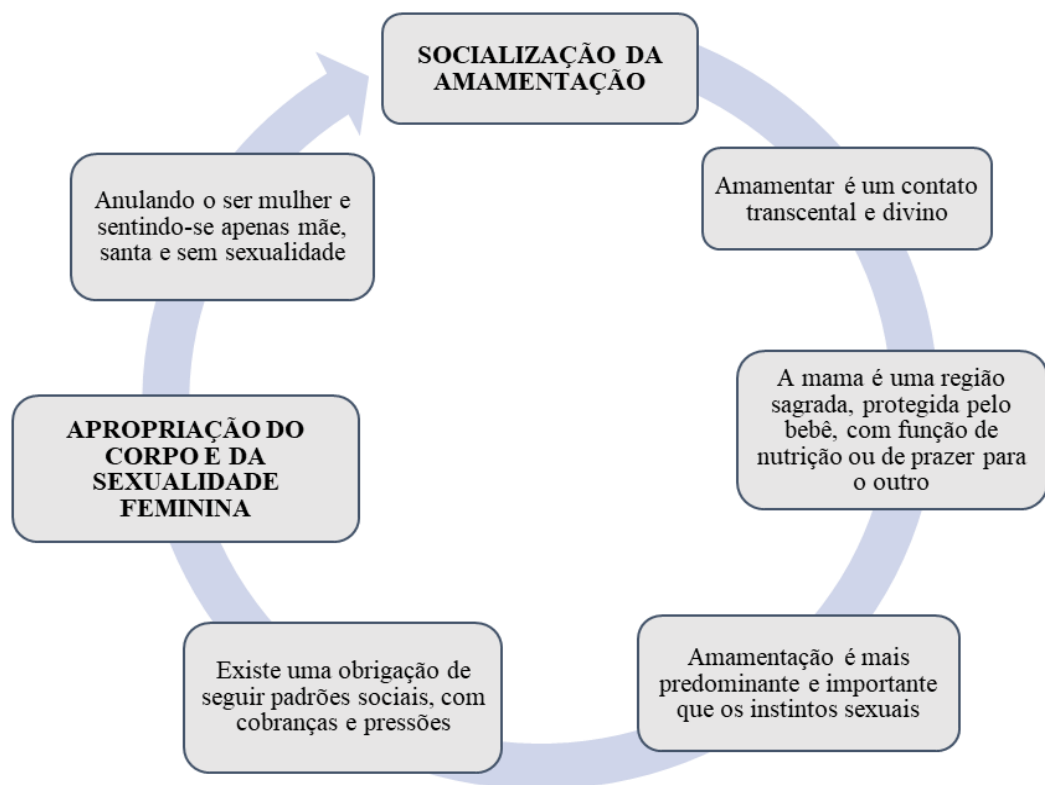 SOCIALIZAÇÃO DA
AMAMENTAÇÃO
Amamentar é um contato
transcental e divino
A mama é uma região
sagrada, protegida pelo
bebê, com função de
nutrição ou de prazer para
o outro
Amamentação é mais
predominante e importante
que os instintos sexuais
Existe uma obrigação de
seguir padrões sociais, com
cobranças e pressões
APROPRIAÇÃO DO
CORPO E DA
SEXUALIDADE
FEMININA
Anulando o ser mulher e
sentindo-se apenas mãe,
santa e sem sexualidade